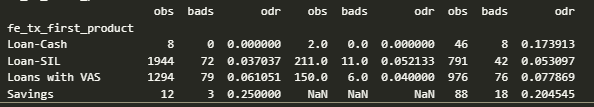 obs bads odr obs bads odr obs bads odr
fe_tx_first_product
Loan-Cash 8 0 0.000000 2.0 0.0 0.000000 46 8 0.173913
Loan-SIL 1944 72 0.037037 211.0 11.0 0.052133 791 42 0.053097
Loans with VAS 1294 79 0.061051 150.0 6.0 0.040000 976 76 0.077869
Savings 12 3 0.250000 NaN NaN NaN 88 18 0.204545